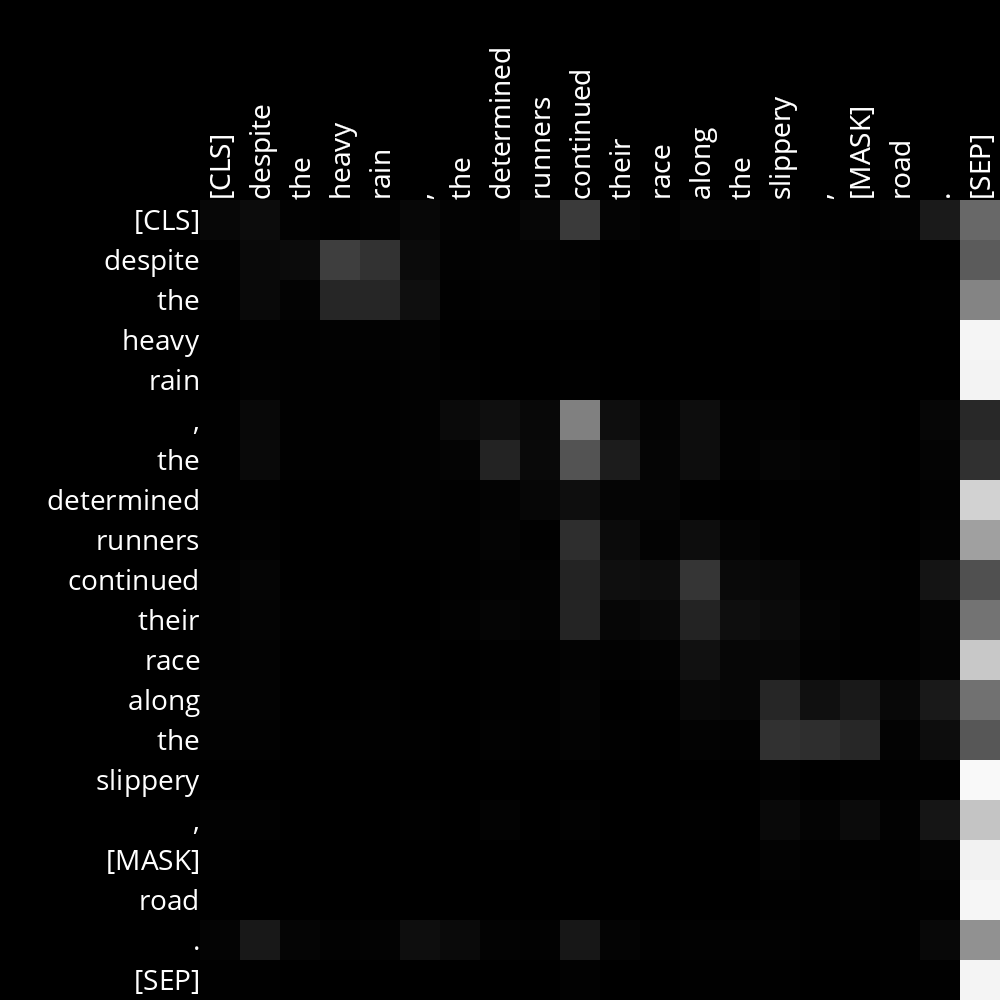 [CLS] despite the heavy rain , the determined runners continued their race along the slippery , [MASK] road . [SEP]
[CLS]
despite
the
heavy
rain
,
the
determined
runners
continued
their
race
along
the
slippery
,
[MASK]
road
.
[SEP]